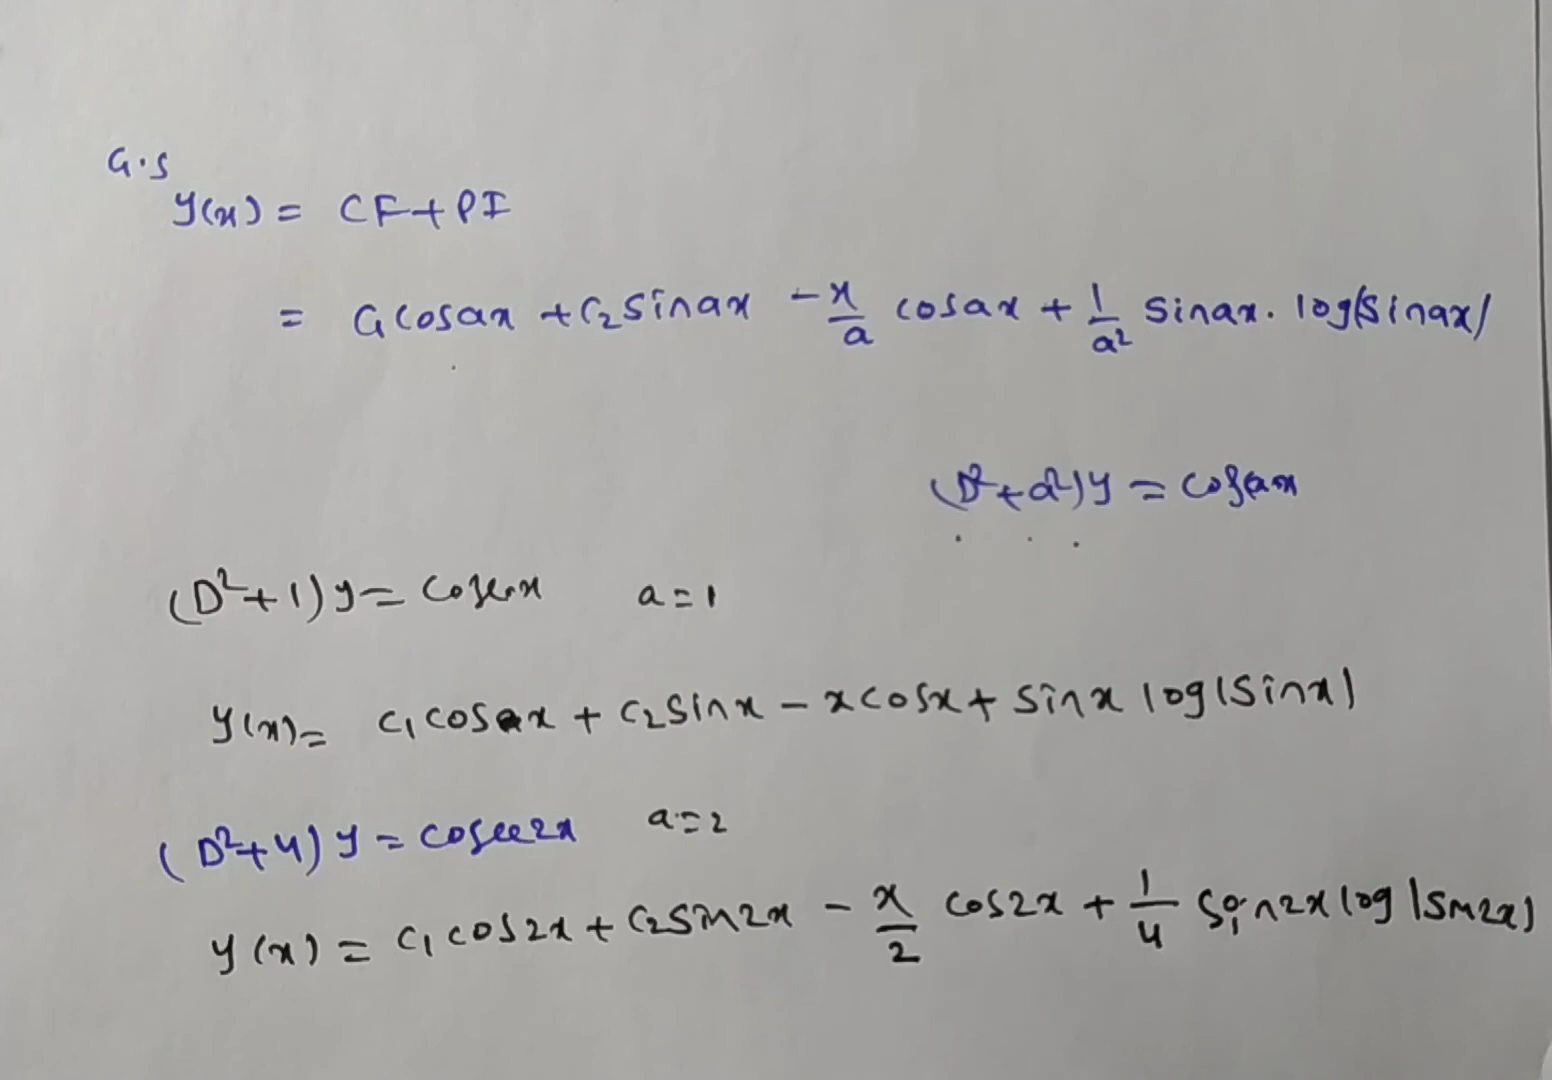 G.S
y(x) = CF + PI
= C₁cosax + C₂sinax - x/a cosax + 1/a² sinax. log|sinax|
(D²+a²)y = cosecax
(D²+1)y = cosecx a=1
y(x) = C₁cosx + C₂sinx - xcosx + sinx log|sinx|
(D²+4)y = cosec2x a=2
y(x) = C₁cos2x + C₂sin2x - x/2 cos2x + 1/4 sin2x log|sin2x|